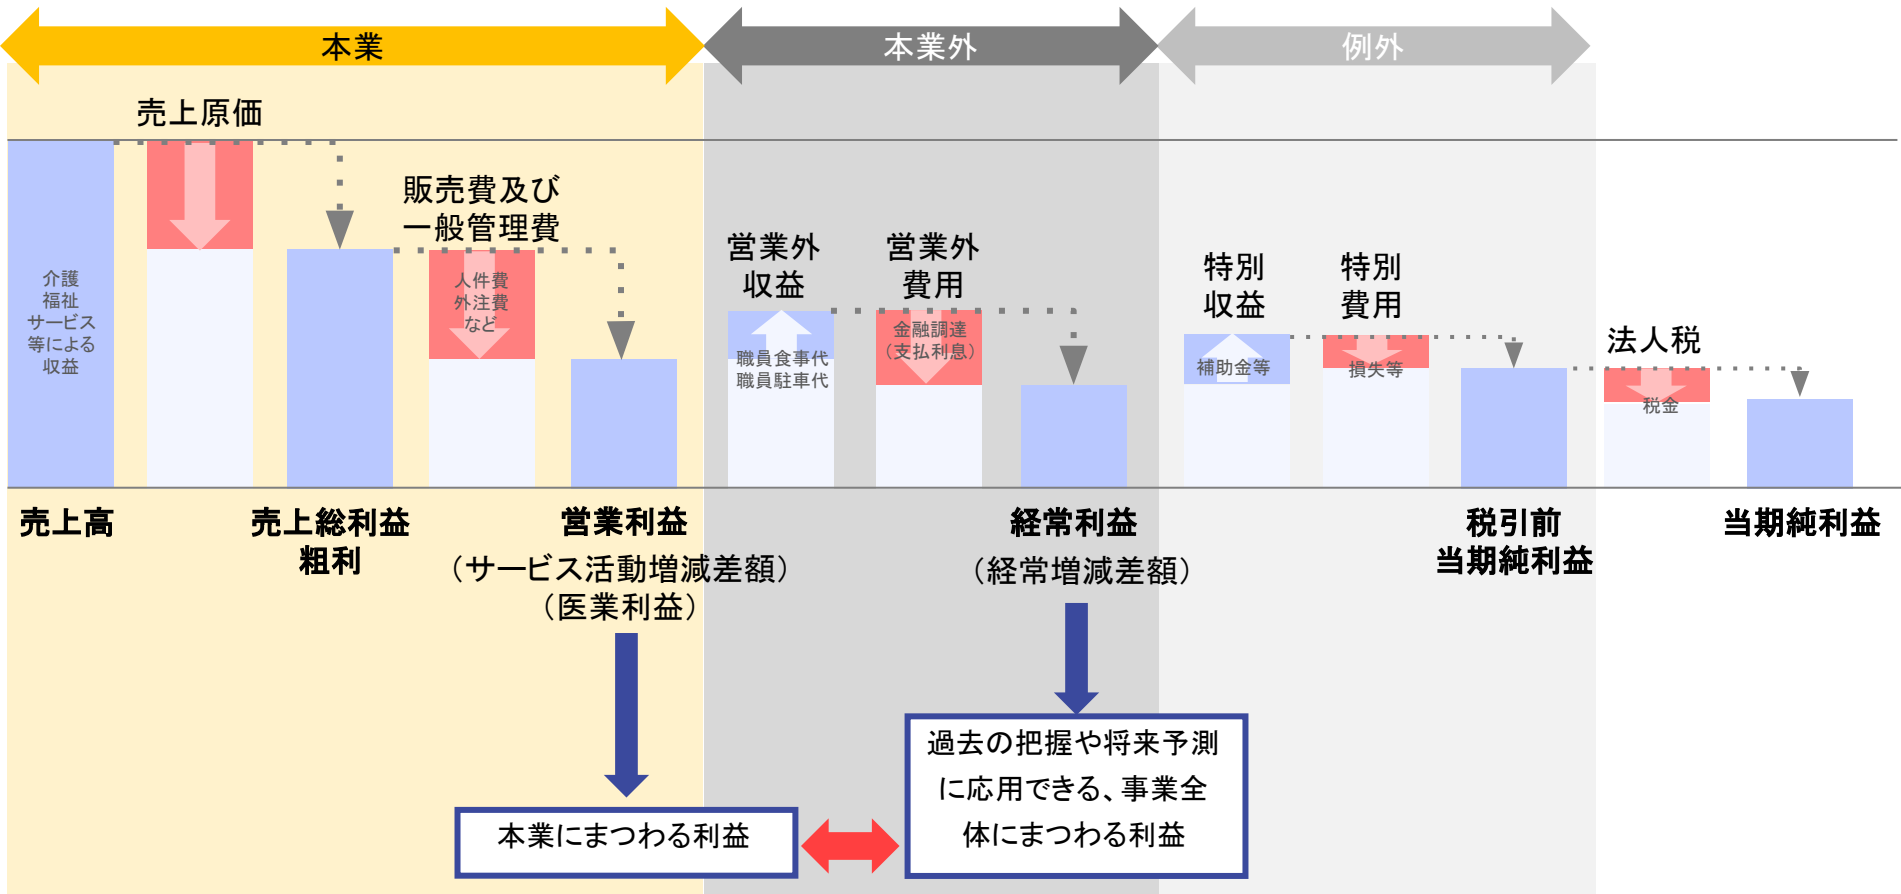 本業
本業外
例外
売上原価
販売費及び
一般管理費
営業外
収益
営業外
費用
特別
収益
特別
費用
法人税
介護
福祉
サービス
等による
収益
人件費
外注費
など
職員食事代
職員駐車代
金融調達
（支払利息）
補助金等
損失等
税金
売上高
売上総利益
粗利
営業利益
（サービス活動増減差額）
（医業利益）
経常利益
（経常増減差額）
税引前
当期純利益
当期純利益
本業にまつわる利益
過去の把握や将来予測
に応用できる、事業全
体にまつわる利益